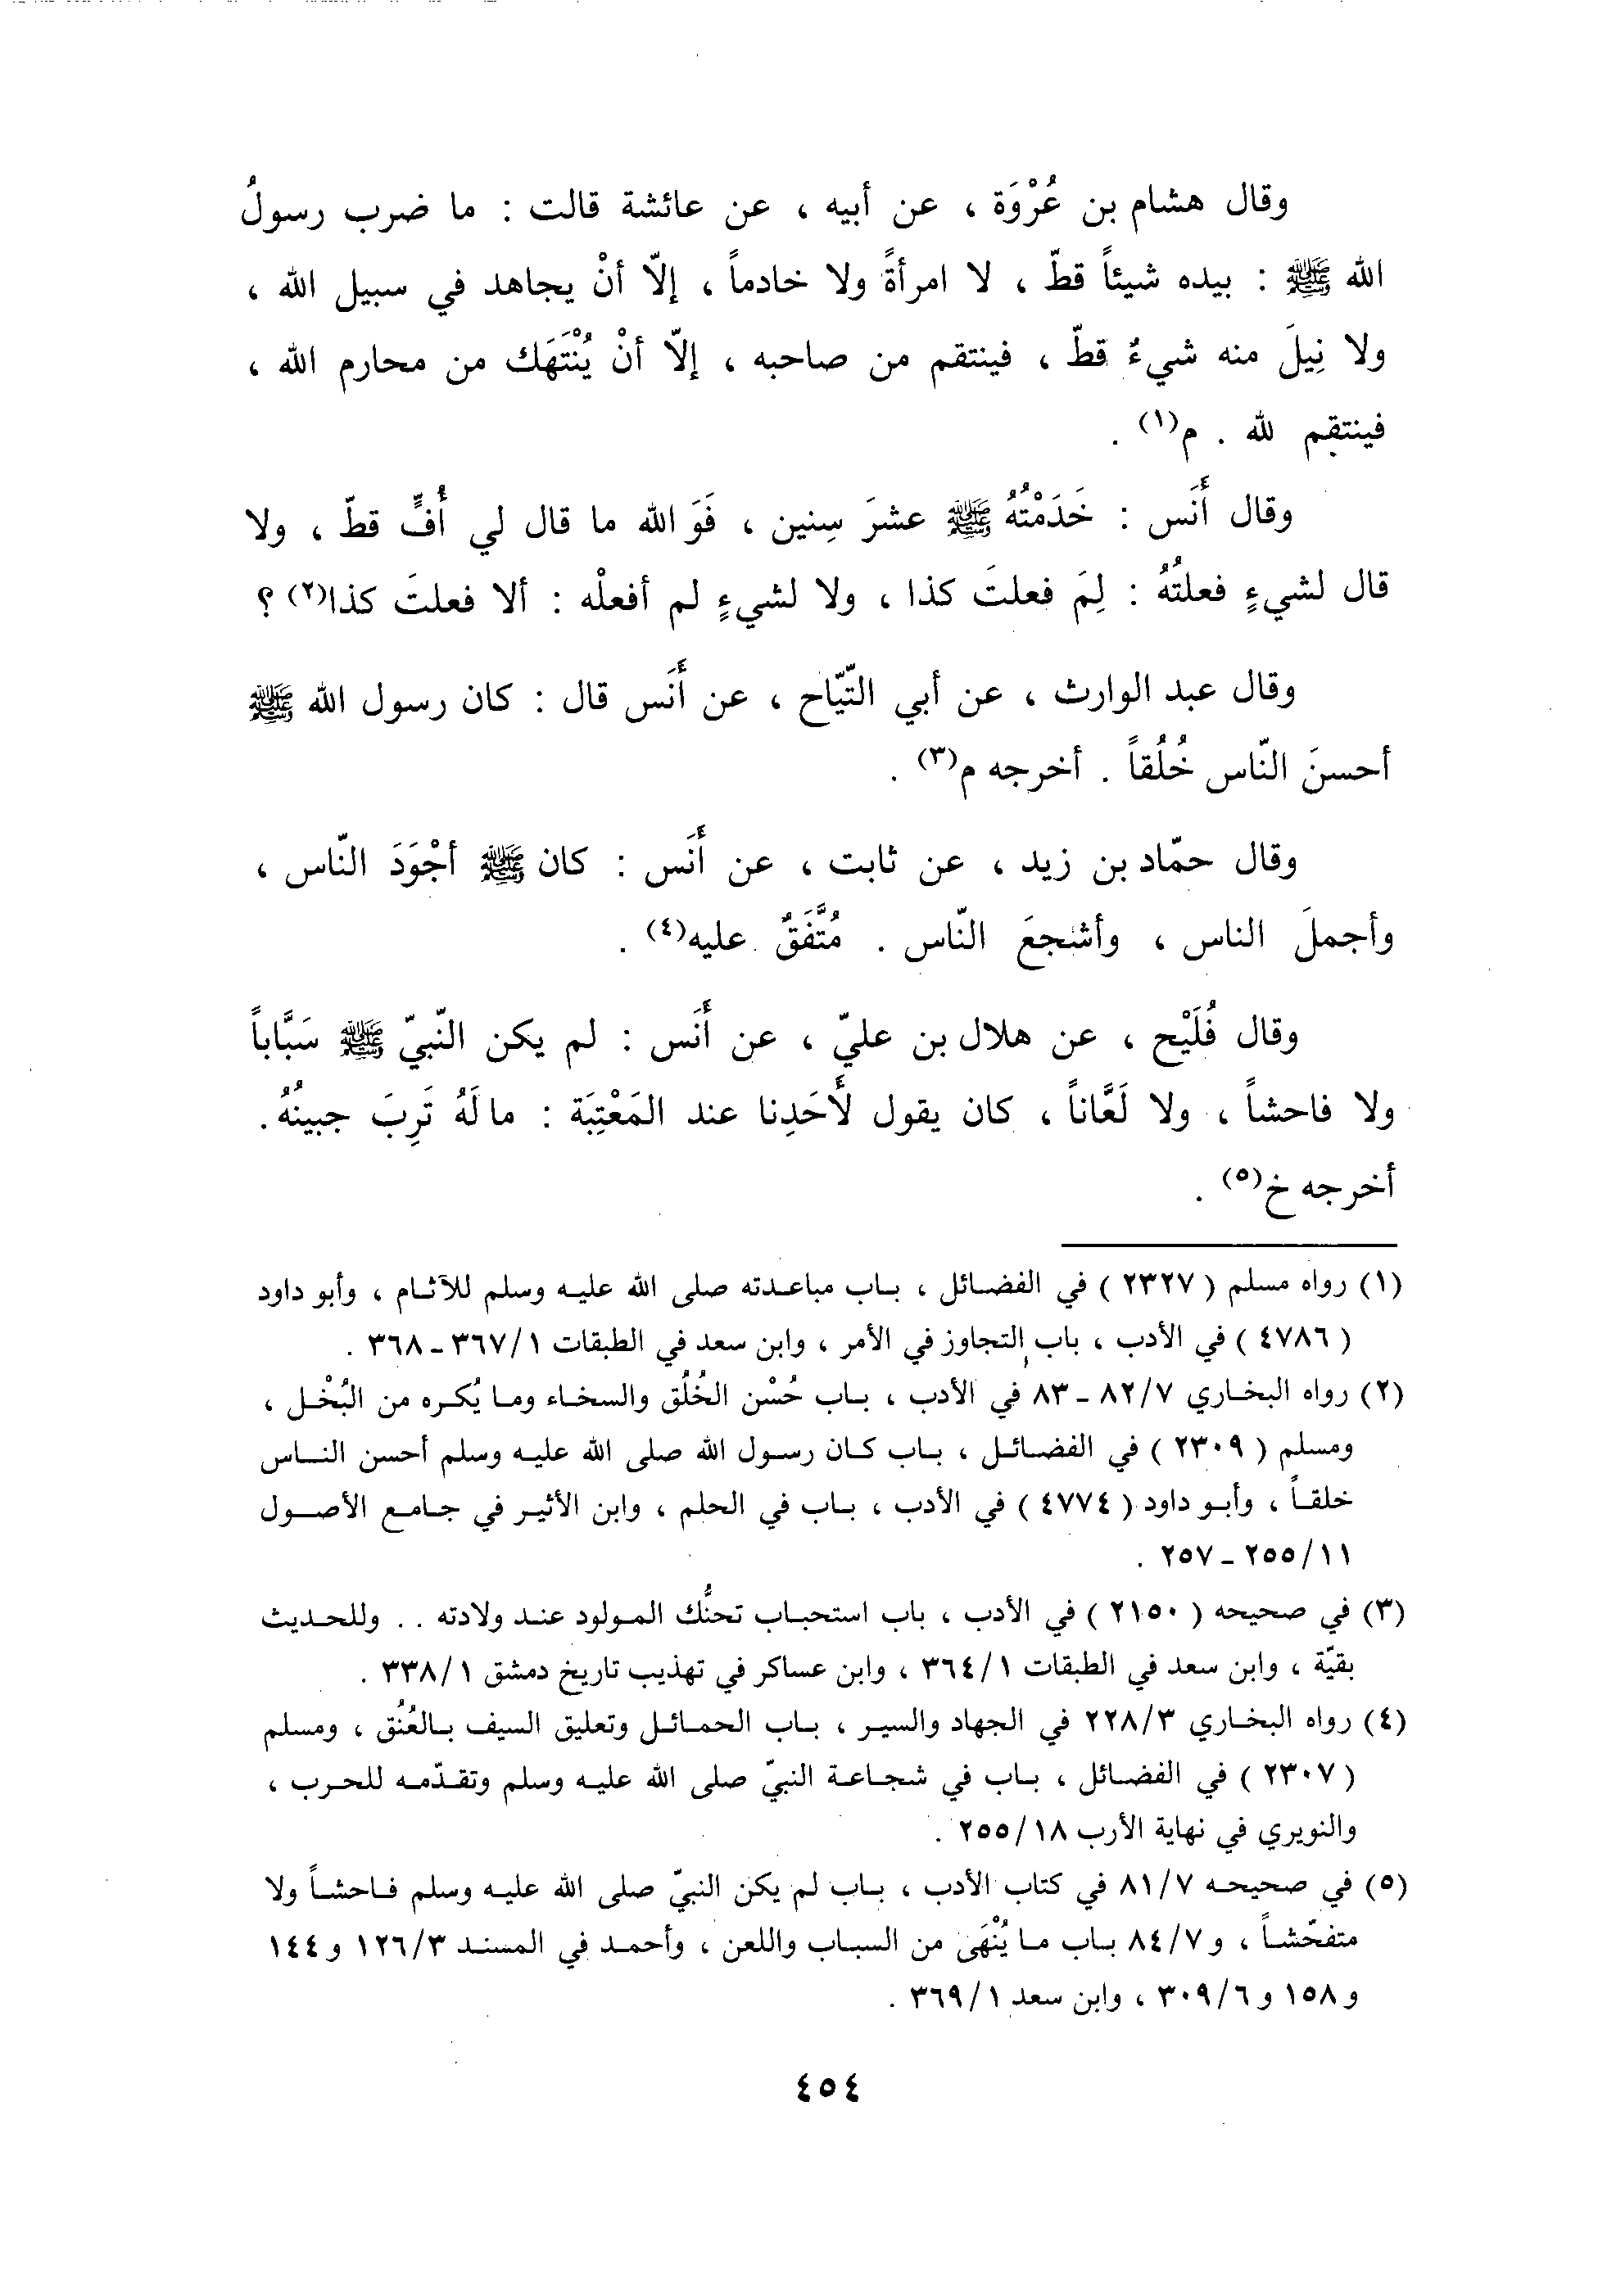 وقال هشام بن عُرْوَة ، عن أبيه ، عن عائشة قالت : ما ضرب رسولُ
الله ﷺ : بيده شيئاً قطّ ، لا امرأةً ولا خادماً ، إلّا أنْ يجاهد في سبيل الله ،
ولا نِيلَ منه شيءٌ قطّ ، فينتقم من صاحبه ، إلّا أنْ يُنْتَهَك من محارم الله ،
فينتقم لله . م(١) .
وقال أَنَس : خَدَمْتُهُ ﷺ عشرَ سِنين ، فَوَ الله ما قال لي أُفٍّ قطّ ، ولا
قال لشيءٍ فعلتُهُ : لِمَ فعلتَ كذا ، ولا لشيءٍ لم أفعلْه : ألا فعلتَ كذا(٢) ؟
وقال عبد الوارث ، عن أبي التّيّاح ، عن أَنَس قال : كان رسول الله ﷺ
أحسنَ النّاس خُلُقاً . أخرجه م(٣) .
وقال حمّاد بن زيد ، عن ثابت ، عن أَنَس : كان ﷺ أجْوَدَ النّاس ،
وأجملَ الناس ، وأشجعَ النّاس . مُتَّفَقٌ عليه(٤) .
وقال فُلَيْح ، عن هلال بن عليّ ، عن أَنَس : لم يكن النّبيّ ﷺ سَبَّاباً
ولا فاحشاً ، ولا لَعَّاناً ، كان يقول لأَحَدِنا عند المَعْتِبَة : ما لَهُ تَرِبَ جبينُهُ .
أخرجه خ(٥) .
(١) رواه مسلم ( ٢٣٢٧ ) في الفضائل ، باب مباعدته صلى الله عليه وسلم للآثام ، وأبو داود
( ٤٧٨٦ ) في الأدب ، باب التجاوز في الأمر ، وابن سعد في الطبقات ٣٦٧/١ ـ ٣٦٨ .
(٢) رواه البخاري ٨٢/٧ ـ ٨٣ في الأدب ، باب حُسْن الخُلُق والسخاء وما يُكره من البُخْل ،
ومسلم ( ٢٣٠٩ ) في الفضائل ، باب كان رسول الله صلى الله عليه وسلم أحسن الناس
خلقاً ، وأبو داود ( ٤٧٧٤ ) في الأدب ، باب في الحلم ، وابن الأثير في جامع الأصول
٢٥٥/١١ ـ ٢٥٧ .
(٣) في صحيحه ( ٢١٥٠ ) في الأدب ، باب استحباب تحنُّك المولود عند ولادته . . وللحديث
بقيّة ، وابن سعد في الطبقات ٣٦٤/١ ، وابن عساكر في تهذيب تاريخ دمشق ٣٣٨/١ .
(٤) رواه البخاري ٢٢٨/٣ في الجهاد والسير ، باب الحمائل وتعليق السيف بالعُنُق ، ومسلم
( ٢٣٠٧ ) في الفضائل ، باب في شجاعة النبيّ صلى الله عليه وسلم وتقدّمه للحرب ،
والنويري في نهاية الأرب ٢٥٥/١٨ .
(٥) في صحيحه ٨١/٧ في كتاب الأدب ، باب لم يكن النبيّ صلى الله عليه وسلم فاحشاً ولا
متفحّشاً ، و ٨٤/٧ باب ما يُنْهَى من السباب واللعن ، وأحمد في المسند ١٢٦/٣ و ١٤٤
و ١٥٨ و ٣٠٩/٦ ، وابن سعد ٣٦٩/١ .
٤٥٤